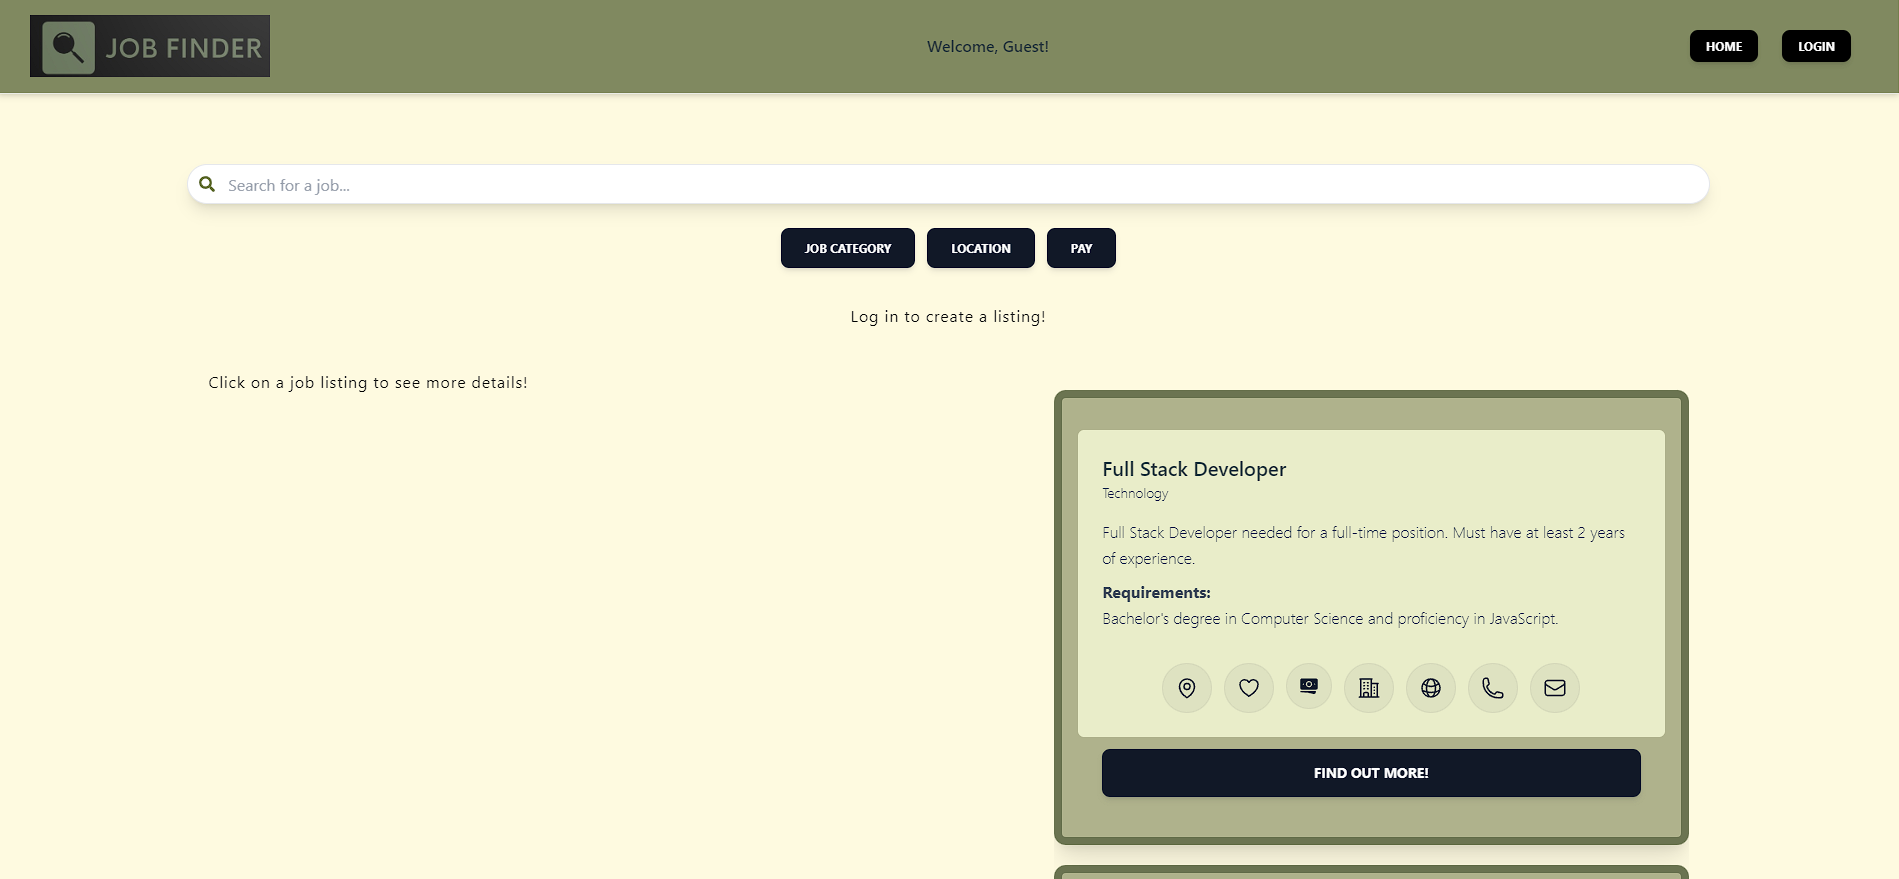 JOB FINDER
Welcome, Guest!
HOME
LOGIN
Search for a job...
JOB CATEGORY
LOCATION
PAY
Log in to create a listing!
Click on a job listing to see more details!
Full Stack Developer
Technology
Full Stack Developer needed for a full-time position. Must have at least 2 years
of experience.
Requirements:
Bachelor's degree in Computer Science and proficiency in JavaScript.
FIND OUT MORE!